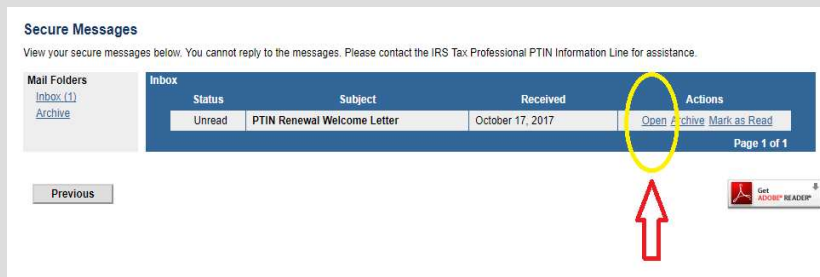 Secure Messages
View your secure messages below. You cannot reply to the messages. Please contact the IRS Tax Professional PTIN Information Line for assistance.
Mail Folders
Inbox (1)
Archive
Inbox
Status Subject Received Actions
Unread PTIN Renewal Welcome Letter October 17, 2017 Open Archive Mark as Read
Page 1 of 1
Previous
Get
ADOBE® READER®